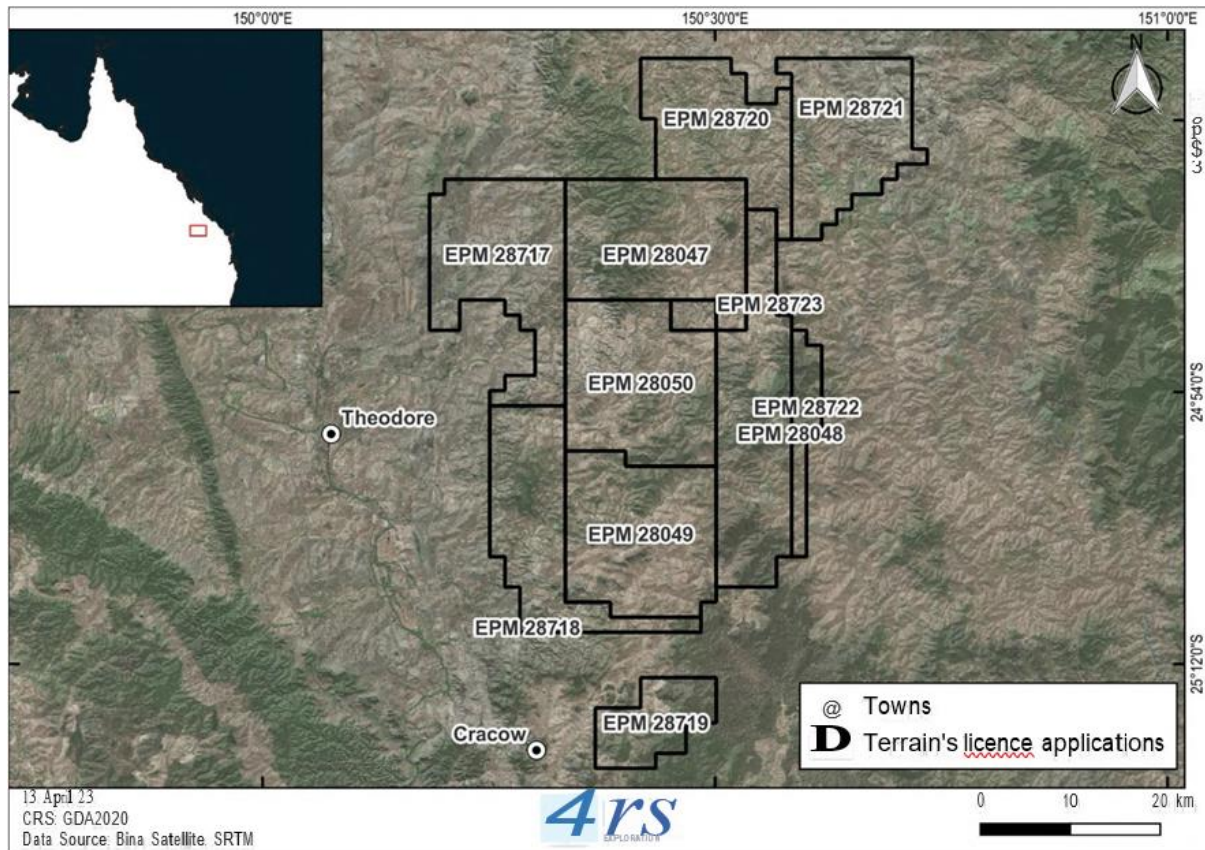 150°0'0"E
150°30'0"E
151°0'0"E
N
EPM 28720
EPM 28721
EPM 28717
EPM 28047
EPM 28723
EPM 28050
24°54'0"S
EPM 28722
Theodore
EPM 28048
EPM 28049
EPM 28718
25°12'0"S
EPM 28719
Cracow
@ Towns
D Terrain's licence applications
13 April 23
CRS: GDA2020
Data Source: Bina Satellite. SRTM
4rs
EXPLORATION
0 10 20 km